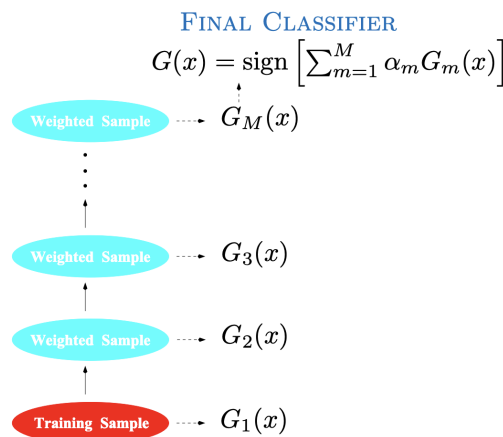 FINAL CLASSIFIER
G(x) = sign [∑_{m=1}^{M} α_m G_m(x)]
Weighted Sample G_M(x)
Weighted Sample G_3(x)
Weighted Sample G_2(x)
Training Sample G_1(x)